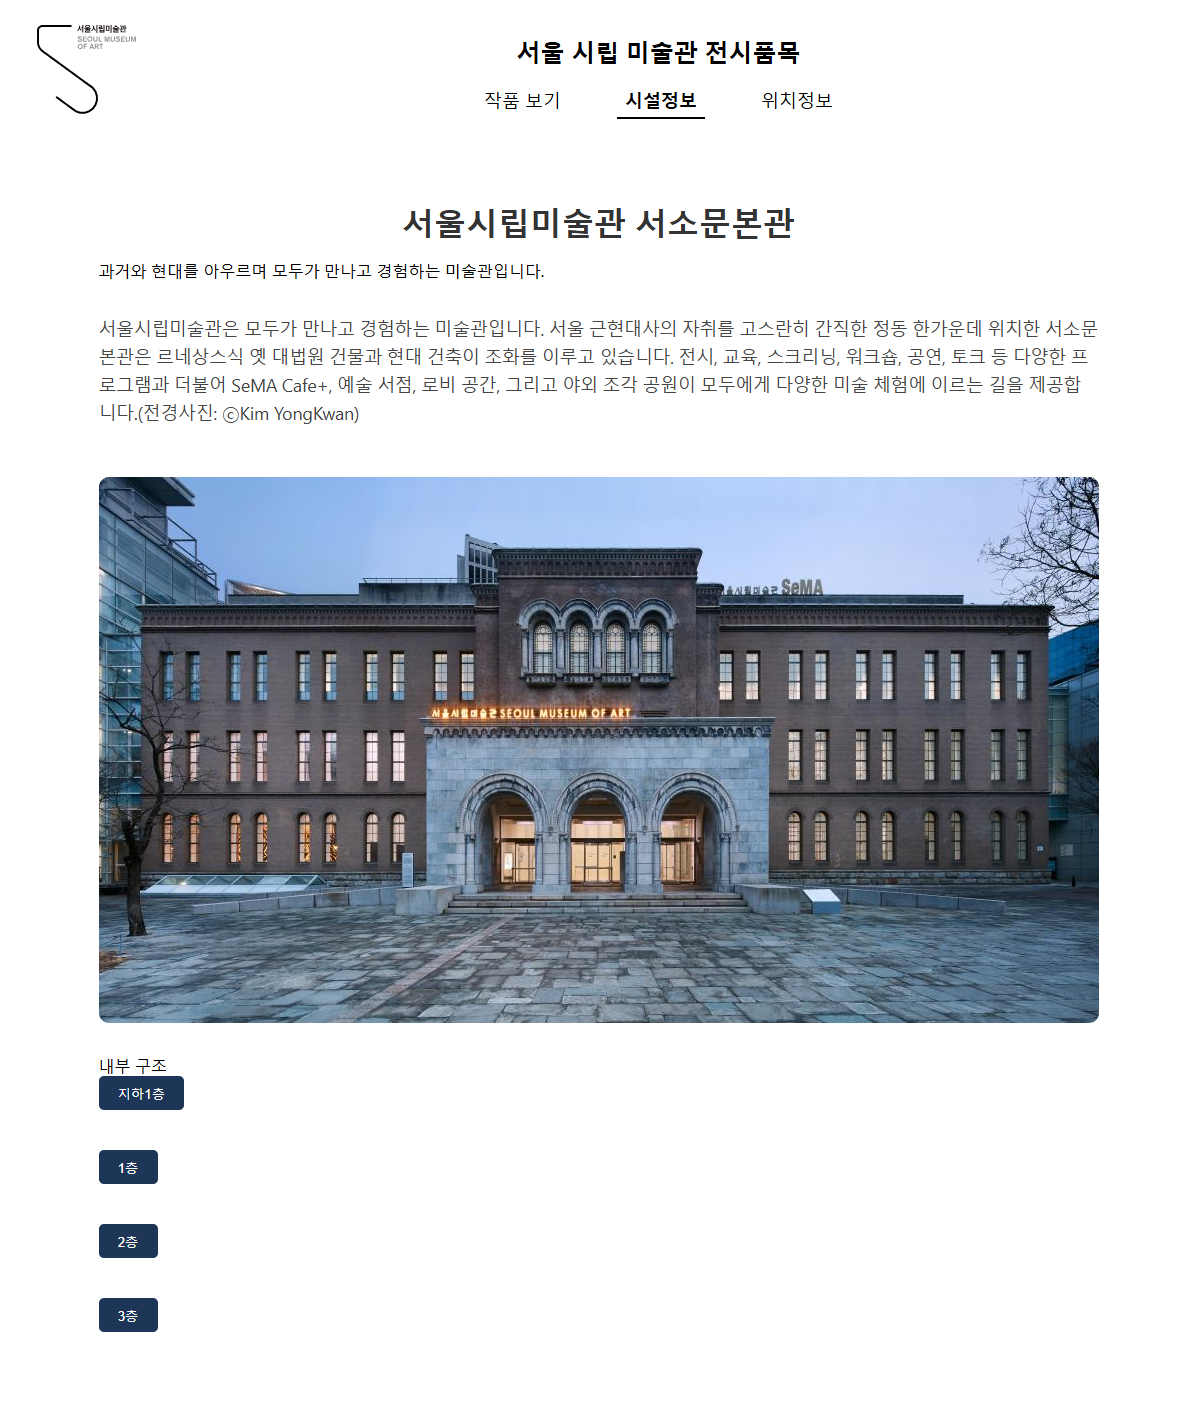 서울시립미술관
SEOUL MUSEUM
OF ART
서울 시립 미술관 전시품목
작품 보기 시설정보 위치정보
서울시립미술관 서소문본관
과거와 현대를 아우르며 모두가 만나고 경험하는 미술관입니다.
서울시립미술관은 모두가 만나고 경험하는 미술관입니다. 서울 근현대사의 자취를 고스란히 간직한 정동 한가운데 위치한 서소문
본관은 르네상스식 옛 대법원 건물과 현대 건축이 조화를 이루고 있습니다. 전시, 교육, 스크리닝, 워크숍, 공연, 토크 등 다양한 프
로그램과 더불어 SeMA Cafe+, 예술 서점, 로비 공간, 그리고 야외 조각 공원이 모두에게 다양한 미술 체험에 이르는 길을 제공합
니다.(전경사진: ⓒKim YongKwan)
서울시립미술관 SeMA
서울시립미술관 SEOUL MUSEUM OF ART
내부 구조
지하1층
1층
2층
3층